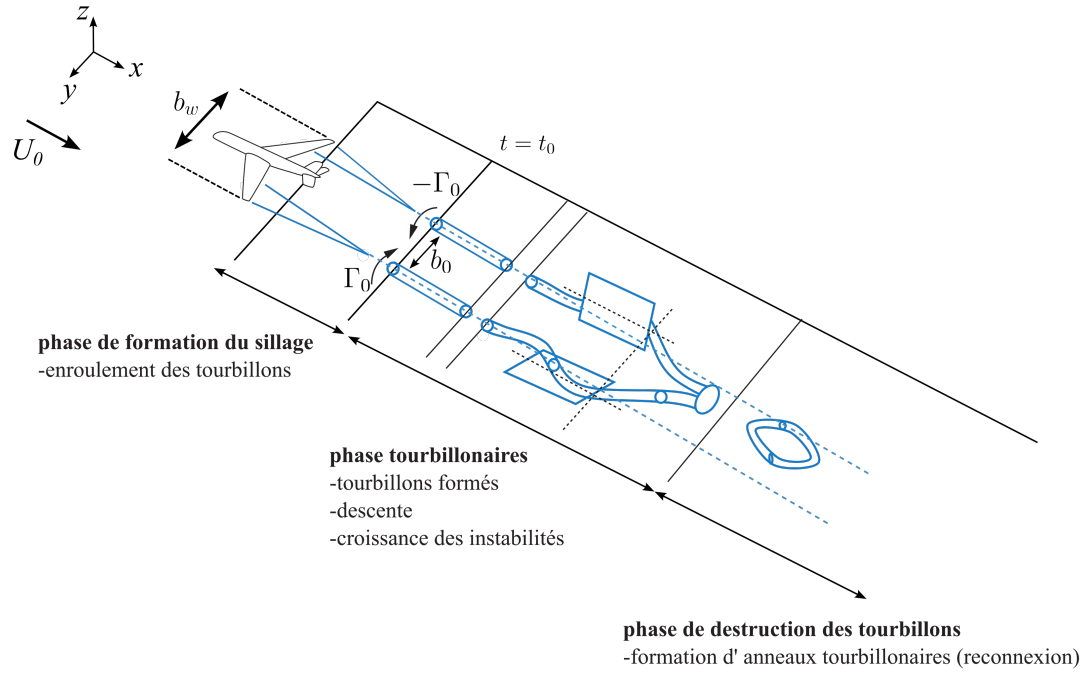 z
x
y
U_0
b_w
t = t_0
−Γ_0
b_0
Γ_0
phase de formation du sillage
-enroulement des tourbillons
phase tourbillonaires
-tourbillons formés
-descente
-croissance des instabilités
phase de destruction des tourbillons
-formation d' anneaux tourbillonaires (reconnexion)